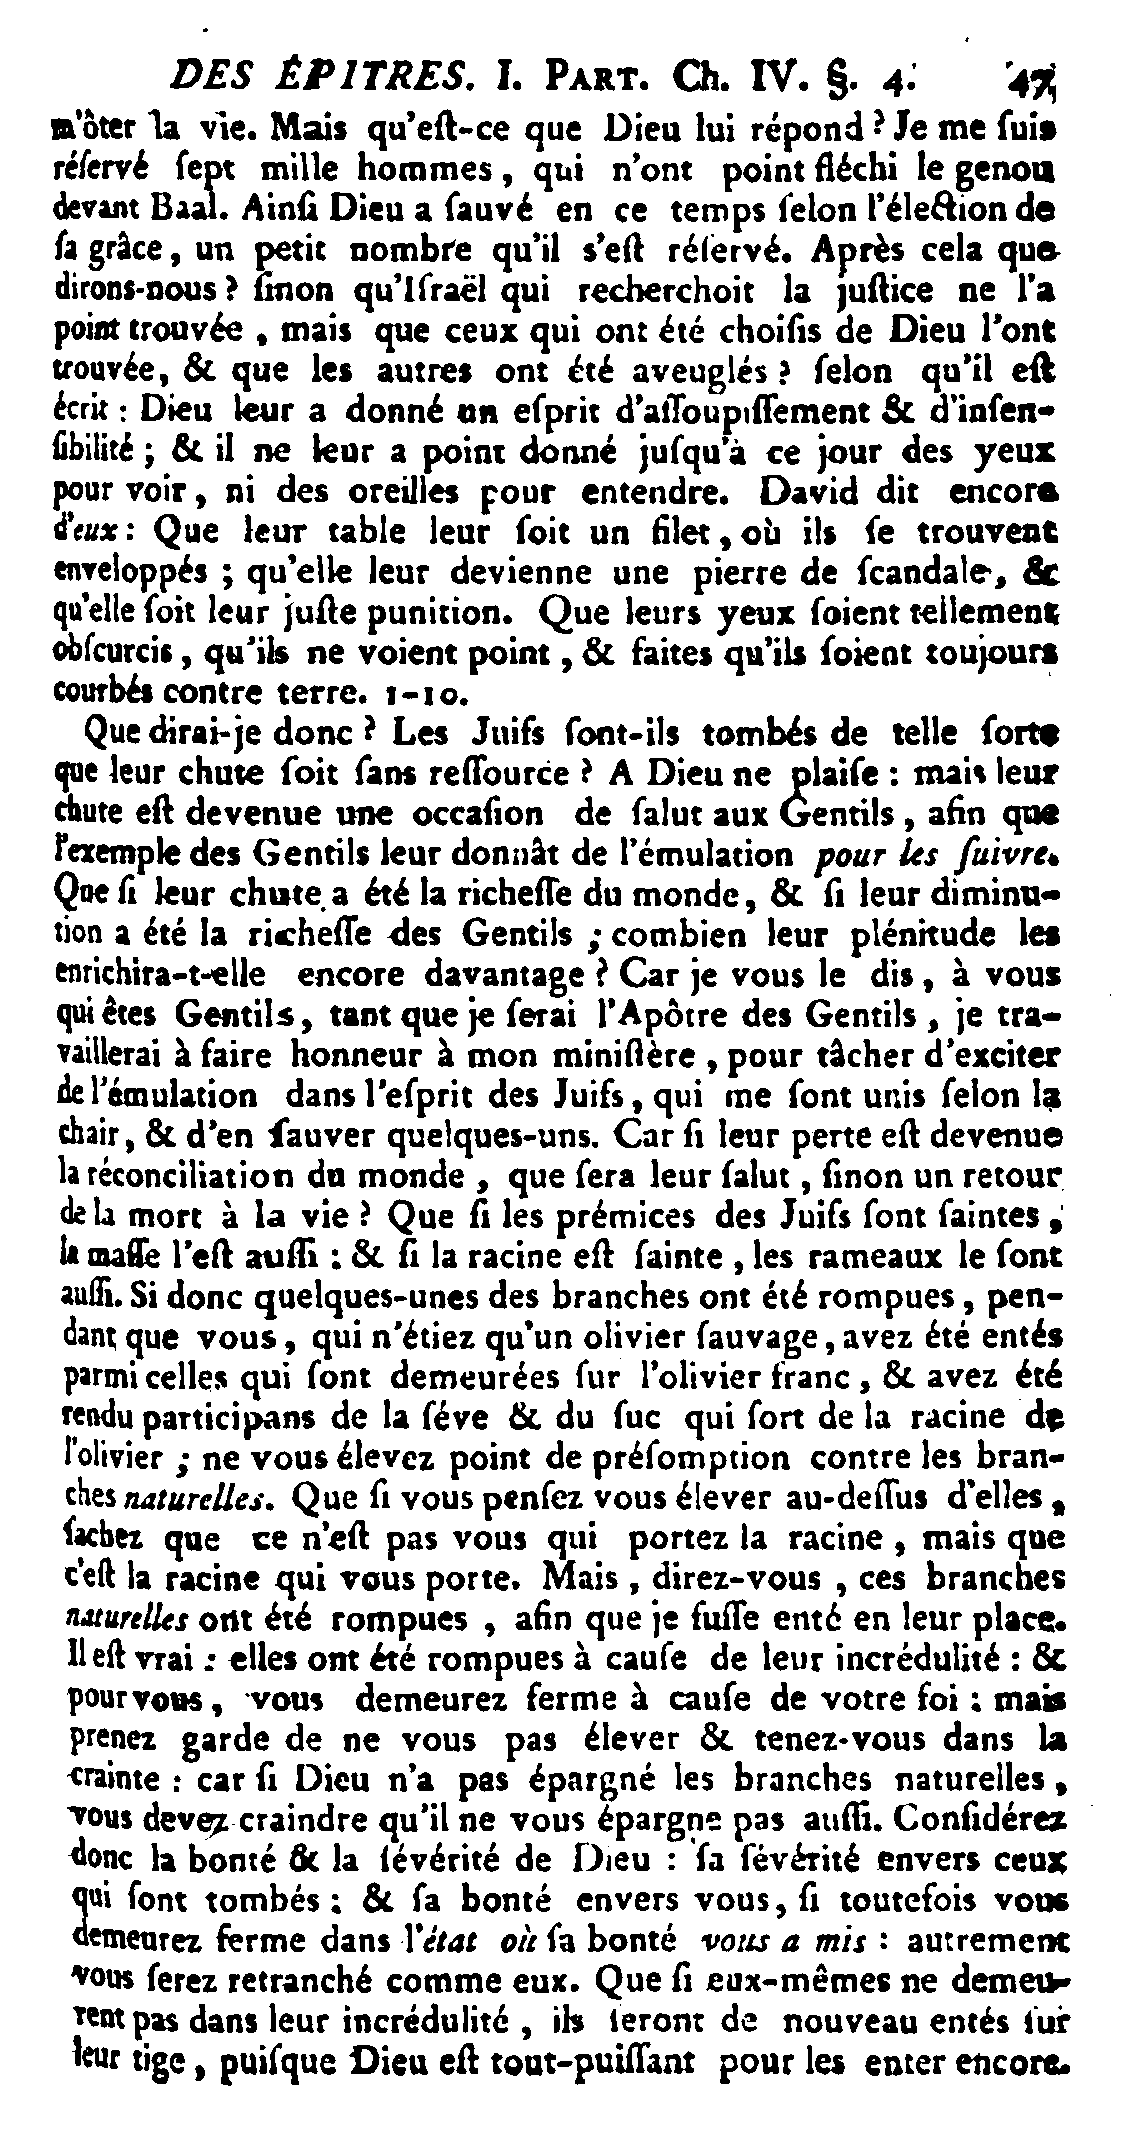 DES ÉPITRES. I. PART. Ch. IV. §. 4. 47
m'ôter la vie. Mais qu'eſt-ce que Dieu lui répond ? Je me ſuis
réſervé ſept mille hommes, qui n'ont point fléchi le genou
devant Baal. Ainſi Dieu a ſauvé en ce temps ſelon l'élection de
ſa grâce, un petit nombre qu'il s'eſt réſervé. Après cela que
dirons-nous ? ſinon qu'Iſraël qui recherchoit la juſtice ne l'a
point trouvée, mais que ceux qui ont été choiſis de Dieu l'ont
trouvée, & que les autres ont été aveuglés ? ſelon qu'il eſt
écrit : Dieu leur a donné un eſprit d'aſſoupiſſement & d'inſen-
ſibilité ; & il ne leur a point donné juſqu'à ce jour des yeux
pour voir, ni des oreilles pour entendre. David dit encore
d'eux : Que leur table leur ſoit un filet, où ils ſe trouvent
enveloppés ; qu'elle leur devienne une pierre de ſcandale, &
qu'elle ſoit leur juſte punition. Que leurs yeux ſoient tellement
obſcurcis, qu'ils ne voient point, & faites qu'ils ſoient toujours
courbés contre terre. 1-10.
Que dirai-je donc ? Les Juifs ſont-ils tombés de telle ſorte
que leur chute ſoit ſans reſſource ? A Dieu ne plaiſe : mais leur
chute eſt devenue une occaſion de ſalut aux Gentils, afin que
l'exemple des Gentils leur donnât de l'émulation pour les ſuivre.
Que ſi leur chute a été la richeſſe du monde, & ſi leur diminu-
tion a été la richeſſe des Gentils ; combien leur plénitude les
enrichira-t-elle encore davantage ? Car je vous le dis, à vous
qui êtes Gentils, tant que je ſerai l'Apôtre des Gentils, je tra-
vaillerai à faire honneur à mon miniſtère, pour tâcher d'exciter
de l'émulation dans l'eſprit des Juifs, qui me ſont unis ſelon la
chair, & d'en ſauver quelques-uns. Car ſi leur perte eſt devenue
la réconciliation du monde, que ſera leur ſalut, ſinon un retour
de la mort à la vie ? Que ſi les prémices des Juifs ſont ſaintes,
la maſſe l'eſt auſſi : & ſi la racine eſt ſainte, les rameaux le ſont
auſſi. Si donc quelques-unes des branches ont été rompues, pen-
dant que vous, qui n'étiez qu'un olivier ſauvage, avez été entés
parmi celles qui ſont demeurées ſur l'olivier franc, & avez été
rendu participans de la ſéve & du ſuc qui ſort de la racine de
l'olivier ; ne vous élevez point de préſomption contre les bran-
ches naturelles. Que ſi vous penſez vous élever au-deſſus d'elles,
ſachez que ce n'eſt pas vous qui portez la racine, mais que
c'eſt la racine qui vous porte. Mais, direz-vous, ces branches
naturelles ont été rompues, afin que je fuſſe enté en leur place.
Il eſt vrai : elles ont été rompues à cauſe de leur incrédulité : &
pour vous, vous demeurez ferme à cauſe de votre foi : mais
prenez garde de ne vous pas élever & tenez-vous dans la
crainte : car ſi Dieu n'a pas épargné les branches naturelles,
vous devez craindre qu'il ne vous épargne pas auſſi. Conſidérez
donc la bonté & la ſévérité de Dieu : ſa ſévérité envers ceux
qui ſont tombés : & ſa bonté envers vous, ſi toutefois vous
demeurez ferme dans l'état où ſa bonté vous a mis : autrement
vous ſerez retranché comme eux. Que ſi eux-mêmes ne demeu-
rent pas dans leur incrédulité, ils ſeront de nouveau entés ſur
leur tige, puiſque Dieu eſt tout-puiſſant pour les enter encore.